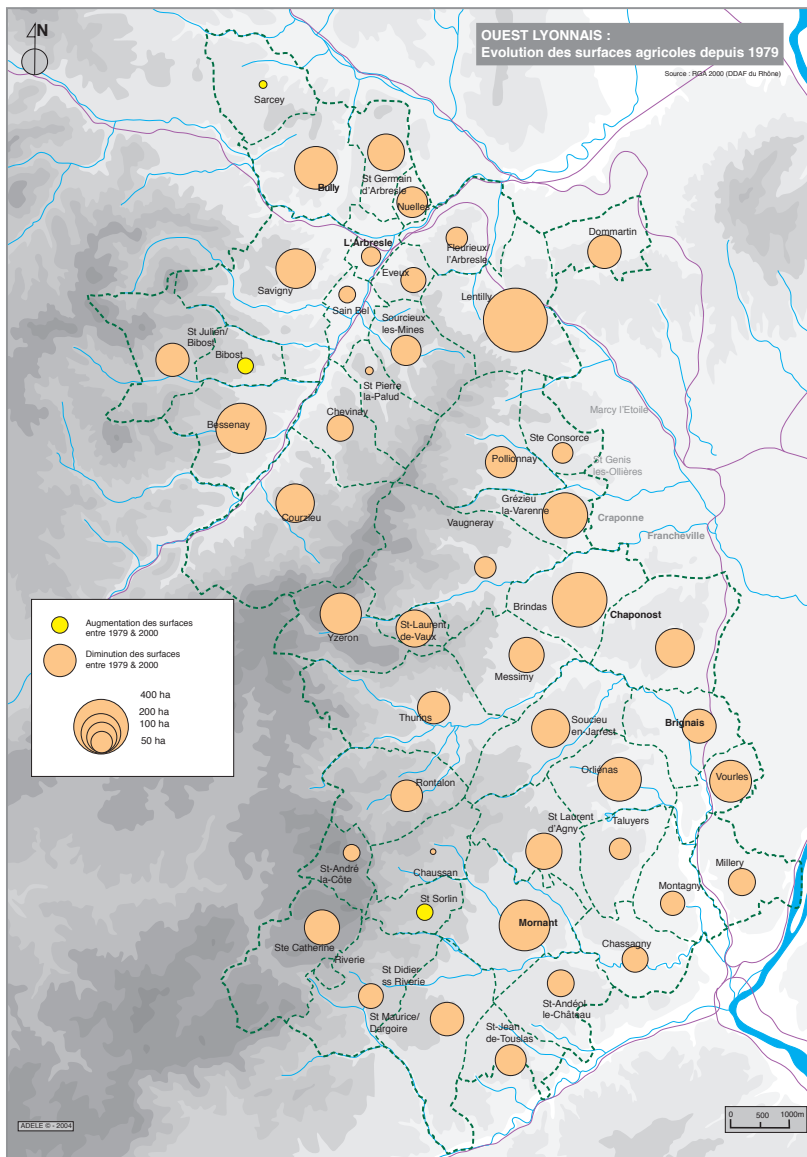 N
OUEST LYONNAIS :
Evolution des surfaces agricoles depuis 1979
Source : RGA 2000 (DDAF du Rhône)
Sarcey
St Germain
d'Arbresle
Bully
Nuelles
Dommartin
L'Arbresle
Fleurieux/
l'Arbresle
Eveux
Savigny
Lentilly
Sain Bel
Sourcieux
les-Mines
St Julien/
Bibost
Bibost
St Pierre
la-Palud
Chevinay
Marcy l'Etoile
Bessenay
Ste Consorce
Pollionnay
St Genis
les-Ollières
Grézieu
la-Varenne
Courzieu
Vaugneray
Craponne
Francheville
Augmentation des surfaces
entre 1979 & 2000
Diminution des surfaces
entre 1979 & 2000
400 ha
200 ha
100 ha
50 ha
Brindas
Chaponost
St-Laurent
de-Vaux
Yzeron
Messimy
Thurins
Soucieu
en-Jarrest
Brignais
Orliénas
Vourles
Rontalon
St Laurent
d'Agny
Taluyers
St-André
la-Côte
Chaussan
Millery
Montagny
St Sorlin
Mornant
Ste Catherine
Riverie
Chassagny
St Didier
ss Riverie
St-Andéol
le-Château
St Maurice/
Dargoire
St-Jean
de-Touslas
ADELE © - 2004
0 500 1000m